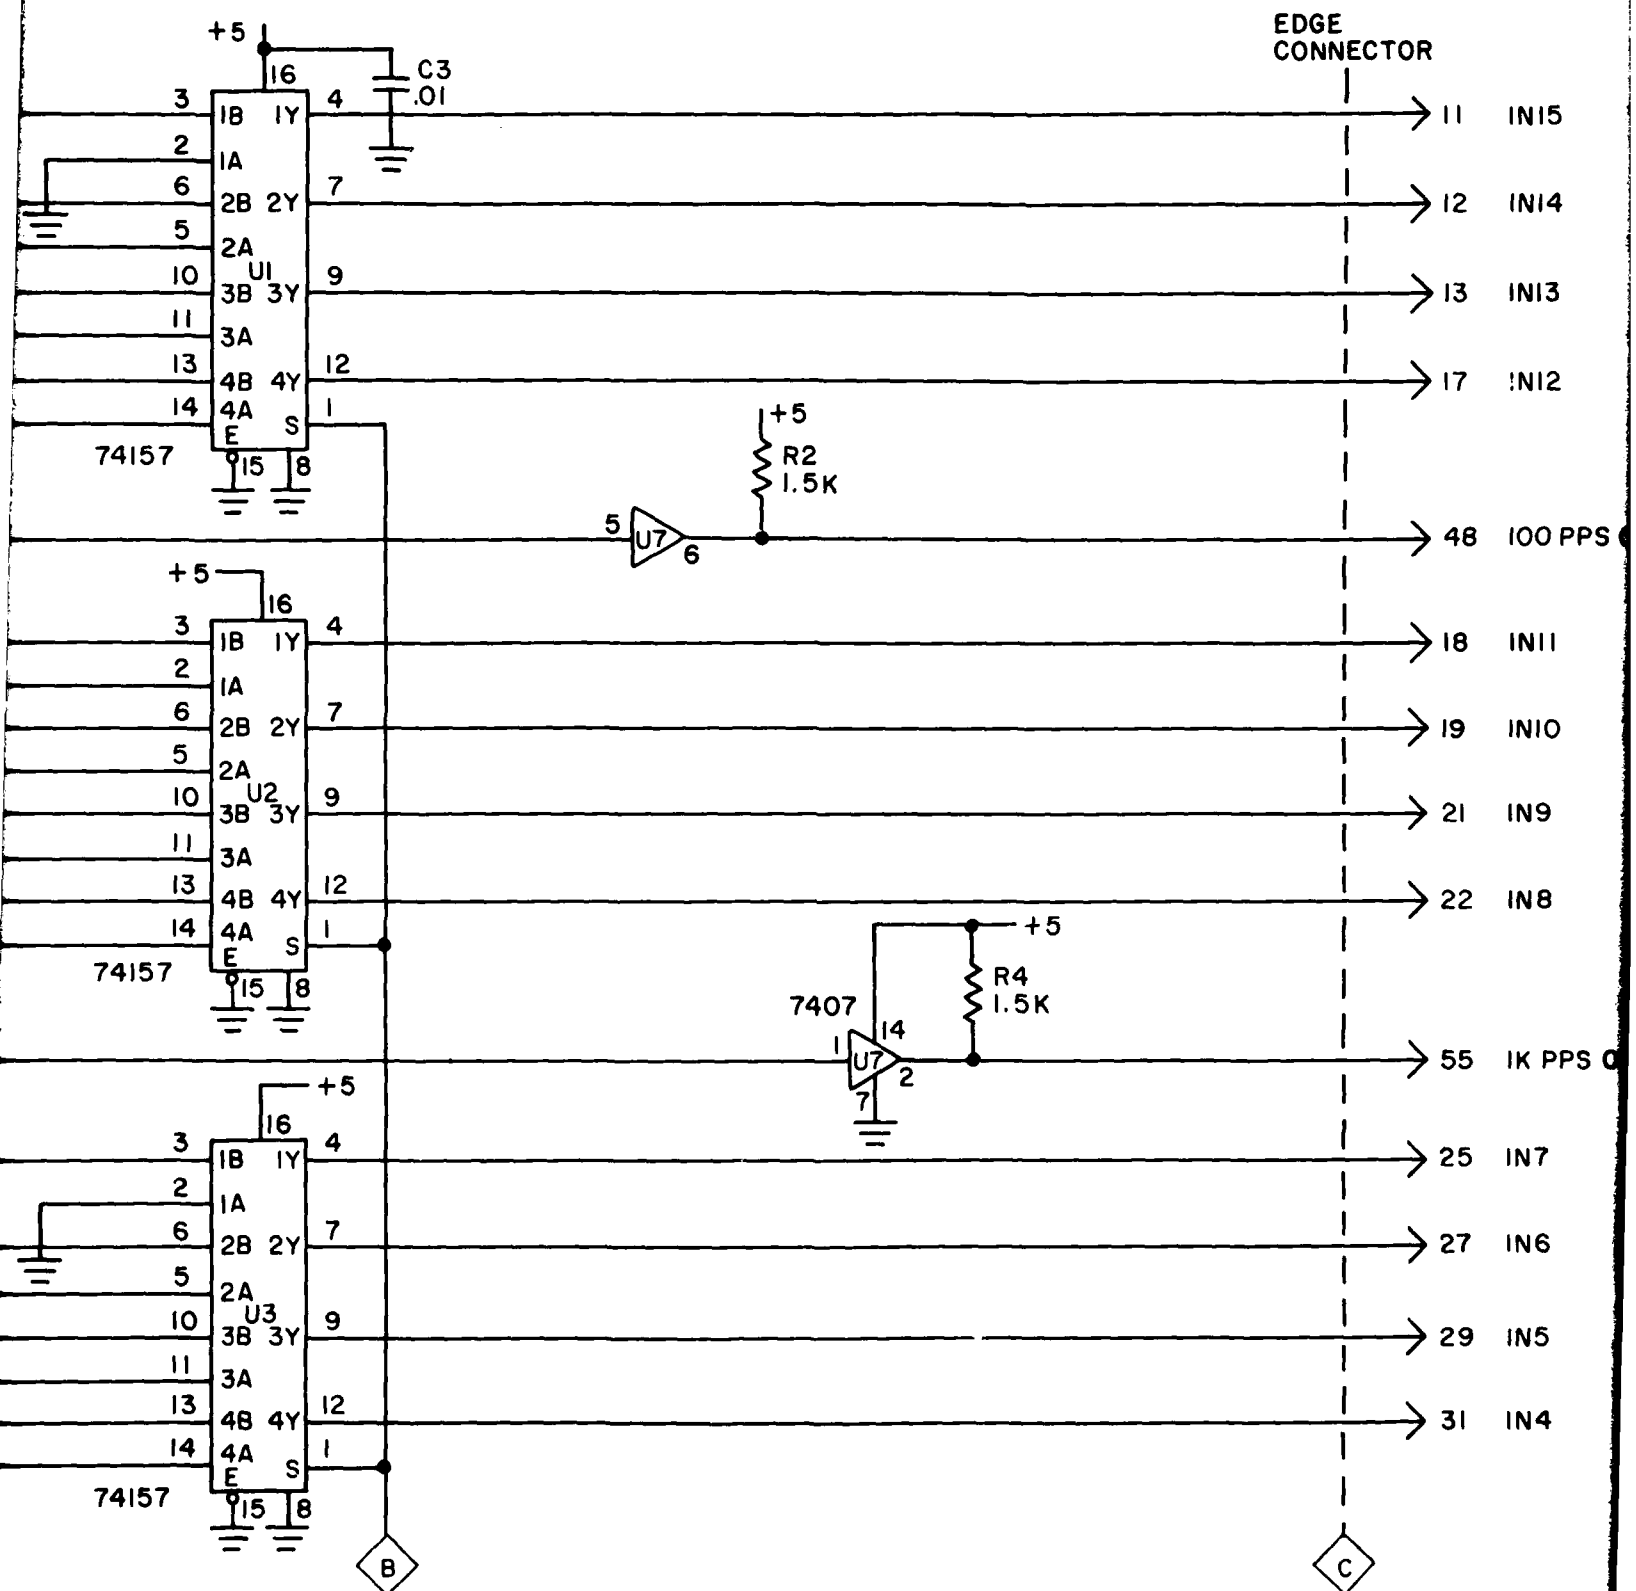 +5
EDGE
CONNECTOR
16
C3
.01
3 1B 1Y 4 11 IN15
2 1A
6 2B 2Y 7 12 IN14
5 2A
U1
10 3B 3Y 9 13 IN13
11 3A
13 4B 4Y 12 17 IN12
14 4A S 1
E
74157 15 8
+5
R2
1.5K
5 U7 6 48 100 PPS
+5
16
3 1B 1Y 4 18 IN11
2 1A
6 2B 2Y 7 19 IN10
5 2A
U2
10 3B 3Y 9 21 IN9
11 3A
13 4B 4Y 12 22 IN8
14 4A S 1
E
74157 15 8
+5
R4
1.5K
7407
14
1 U7 2 55 1K PPS
7
+5
16
3 1B 1Y 4 25 IN7
2 1A
6 2B 2Y 7 27 IN6
5 2A
U3
10 3B 3Y 9 29 IN5
11 3A
13 4B 4Y 12 31 IN4
14 4A S 1
E
74157 15 8
B C